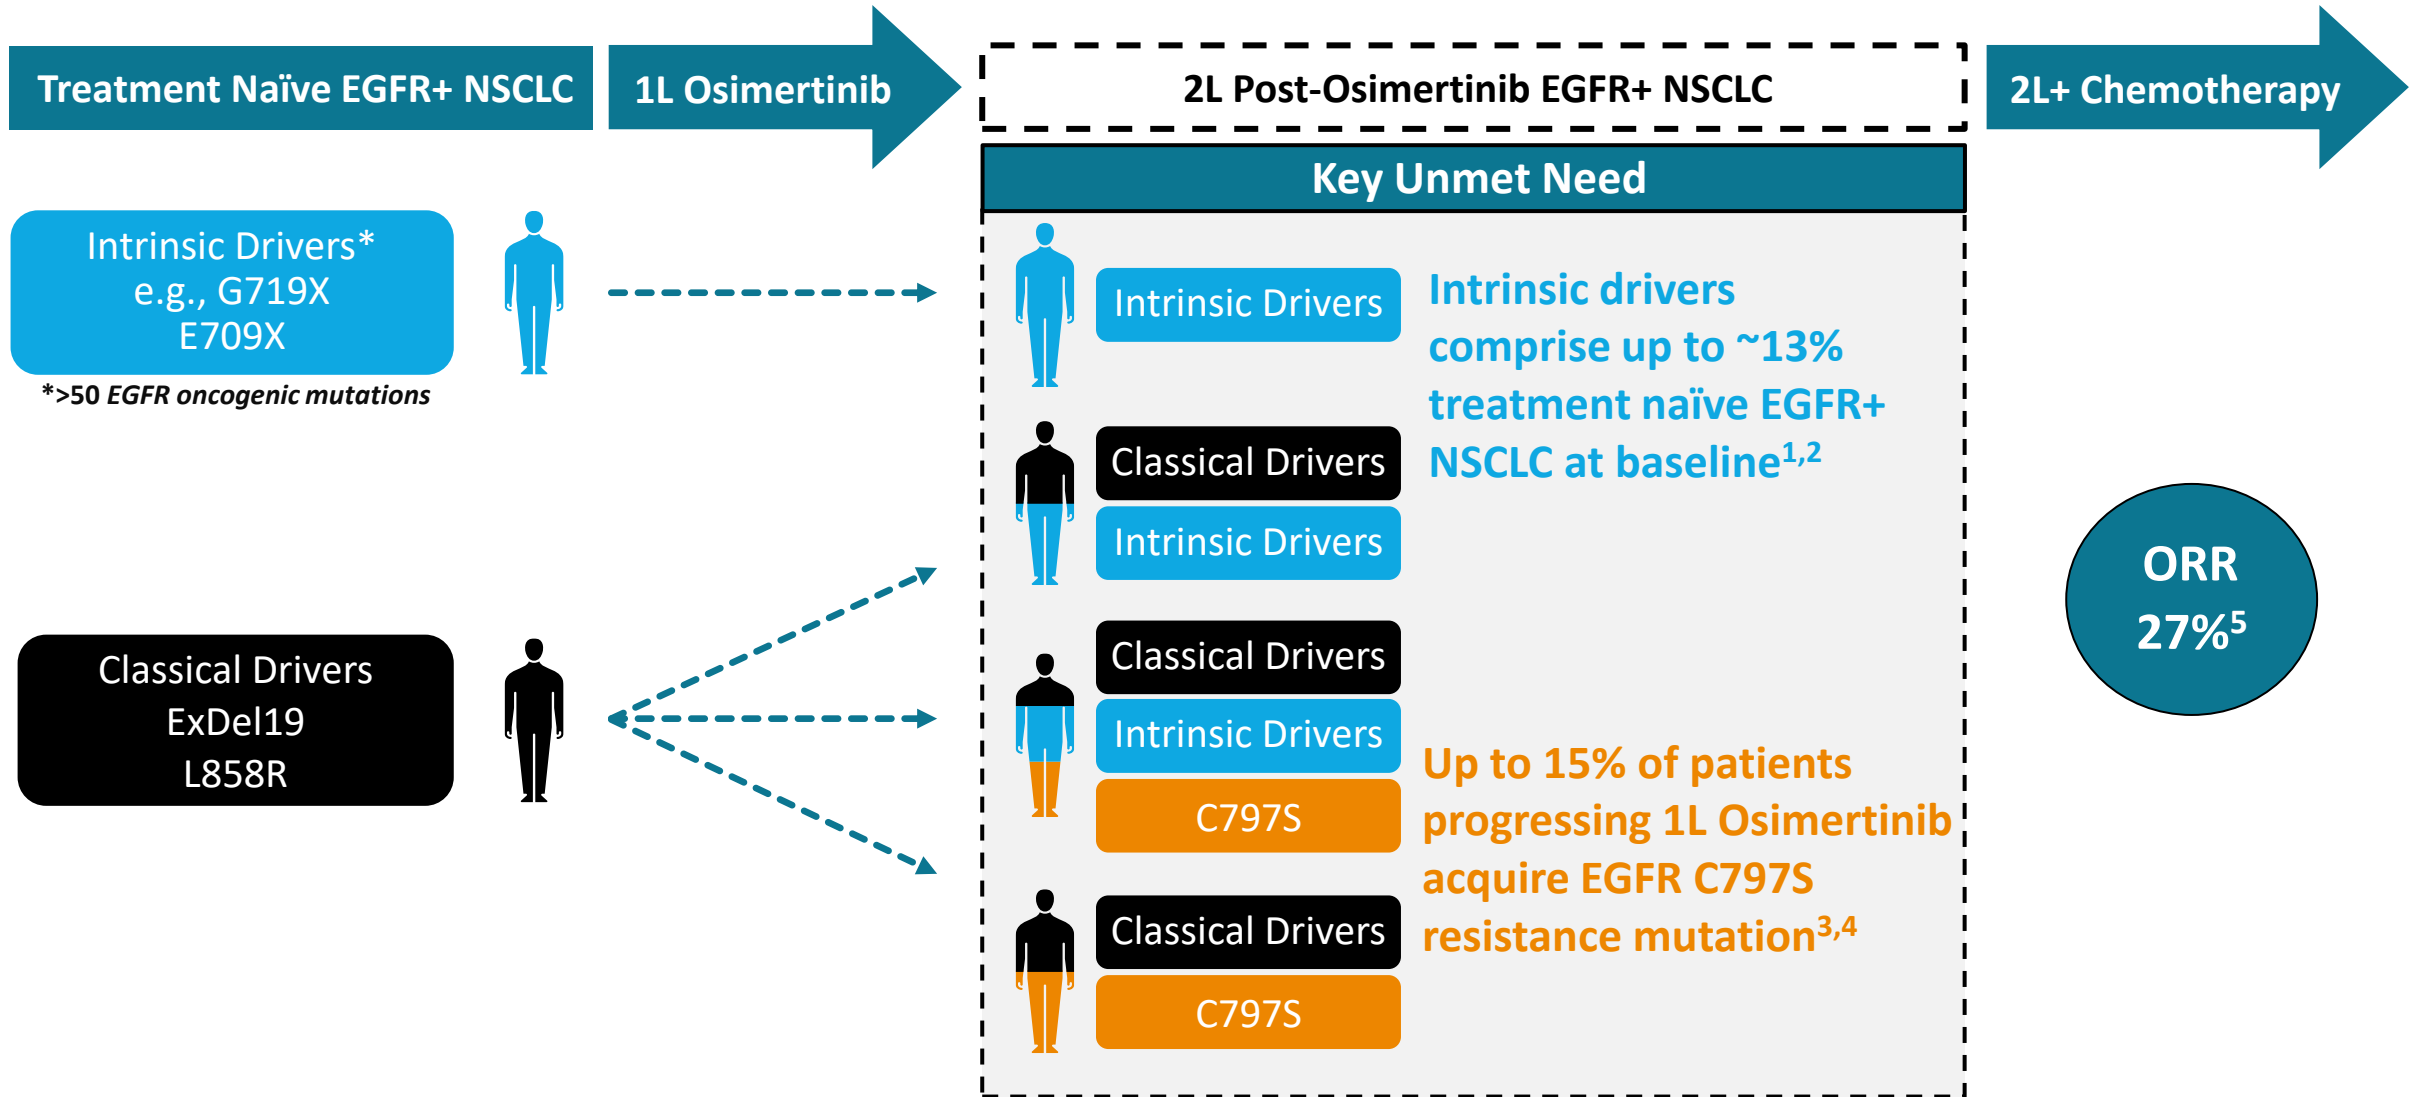 Treatment Naïve EGFR+ NSCLC
1L Osimertinib
2L Post-Osimertinib EGFR+ NSCLC
2L+ Chemotherapy
Key Unmet Need
Intrinsic Drivers*
e.g., G719X
E709X
*>50 EGFR oncogenic mutations
Classical Drivers
ExDel19
L858R
Intrinsic Drivers
Classical Drivers
Intrinsic Drivers
Classical Drivers
Intrinsic Drivers
C797S
Classical Drivers
C797S
Intrinsic drivers
comprise up to ~13%
treatment naïve EGFR+
NSCLC at baseline1,2
Up to 15% of patients
progressing 1L Osimertinib
acquire EGFR C797S
resistance mutation3,4
ORR
27%5